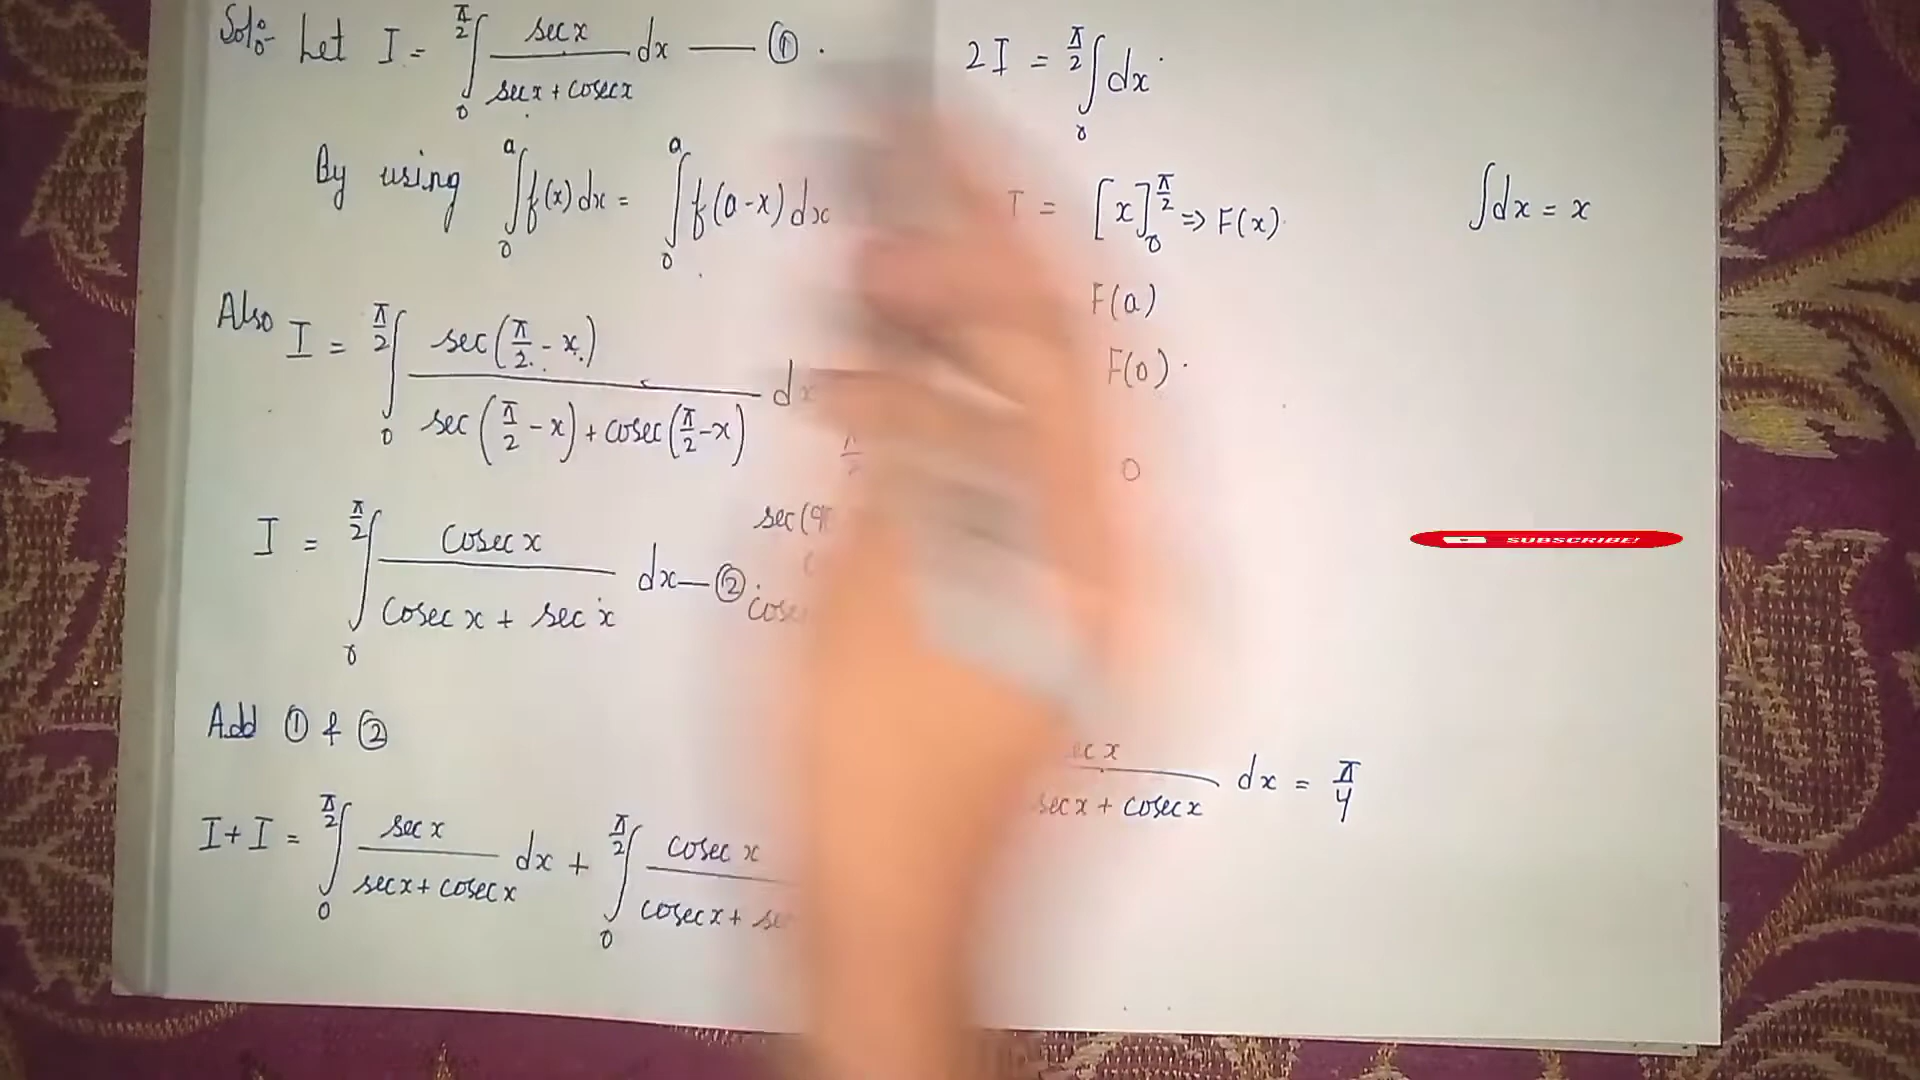 Sol:- Let I = ∫₀^(π/2) sec x / (sec x + cosec x) dx —— ①
By using ∫₀^a f(x) dx = ∫₀^a f(a-x) dx
Also I = ∫₀^(π/2) sec(π/2 - x) / (sec(π/2 - x) + cosec(π/2 - x)) dx
I = ∫₀^(π/2) cosec x / (cosec x + sec x) dx — ②
Add ① & ②
I + I = ∫₀^(π/2) sec x / (sec x + cosec x) dx + ∫₀^(π/2) cosec x / (cosec x +
2I = ∫₀^(π/2) dx
= [x]₀^(π/2) ⇒ F(x)
∫dx = x
F(a)
F(0)
0
SUBSCRIBE!
sec x + cosec x dx = π/4